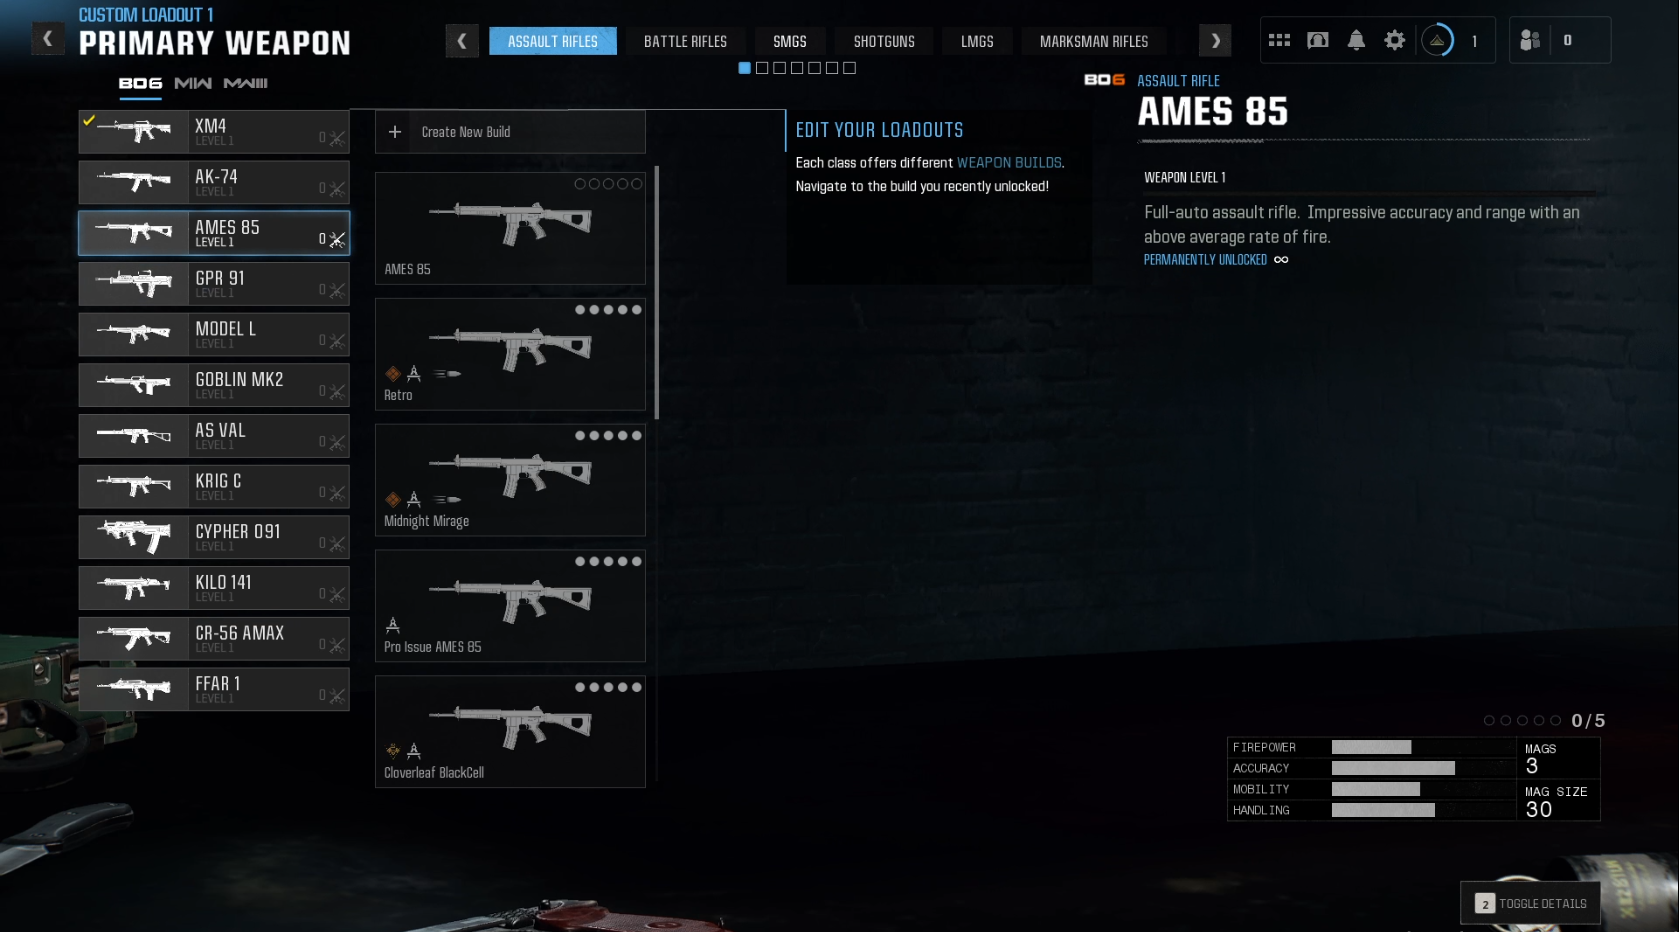 CUSTOM LOADOUT 1
PRIMARY WEAPON
ASSAULT RIFLES
BATTLE RIFLES
SMGS
SHOTGUNS
LMGS
MARKSMAN RIFLES
1
0
BO6 MW MWIII
XM4
LEVEL 1
0
AK-74
LEVEL 1
0
AMES 85
LEVEL 1
0
GPR 91
LEVEL 1
0
MODEL L
LEVEL 1
0
GOBLIN MK2
LEVEL 1
0
AS VAL
LEVEL 1
0
KRIG C
LEVEL 1
0
CYPHER 091
LEVEL 1
0
KILO 141
LEVEL 1
0
CR-56 AMAX
LEVEL 1
0
FFAR 1
LEVEL 1
0
Create New Build
AMES 85
Retro
Midnight Mirage
Pro Issue AMES 85
Cloverleaf BlackCell
EDIT YOUR LOADOUTS
Each class offers different WEAPON BUILDS.
Navigate to the build you recently unlocked!
BO6 ASSAULT RIFLE
AMES 85
WEAPON LEVEL 1
Full-auto assault rifle. Impressive accuracy and range with an
above average rate of fire.
PERMANENTLY UNLOCKED
0/5
FIREPOWER
ACCURACY
MOBILITY
HANDLING
MAGS
3
MAG SIZE
30
2 TOGGLE DETAILS